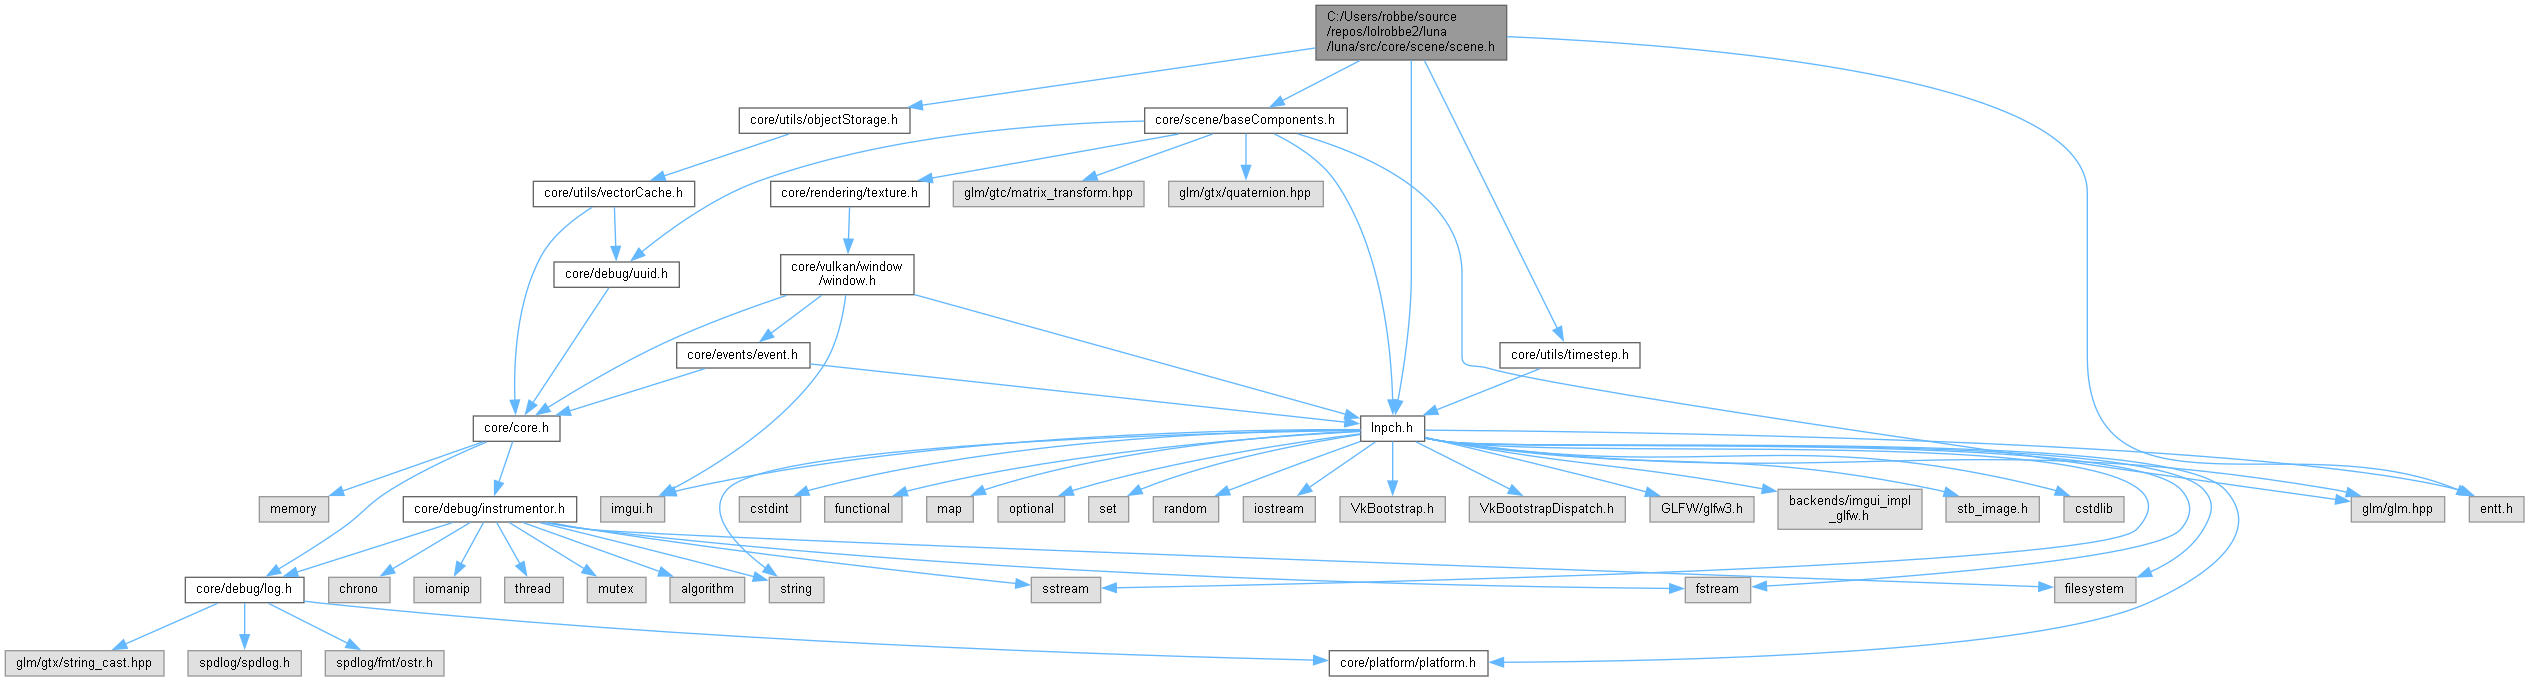 C:/Users/robbe/source
/repos/lolrobbe2/luna
/luna/src/core/scene/scene.h
core/utils/objectStorage.h
core/scene/baseComponents.h
core/utils/vectorCache.h
core/rendering/texture.h
glm/gtc/matrix_transform.hpp
glm/gtx/quaternion.hpp
core/debug/uuid.h
core/vulkan/window
/window.h
core/events/event.h
core/utils/timestep.h
core/core.h
lnpch.h
memory
core/debug/instrumentor.h
imgui.h
cstdint
functional
map
optional
set
random
iostream
VkBootstrap.h
VkBootstrapDispatch.h
GLFW/glfw3.h
backends/imgui_impl
_glfw.h
stb_image.h
cstdlib
glm/glm.hpp
entt.h
core/debug/log.h
chrono
iomanip
thread
mutex
algorithm
string
sstream
fstream
filesystem
glm/gtx/string_cast.hpp
spdlog/spdlog.h
spdlog/fmt/ostr.h
core/platform/platform.h